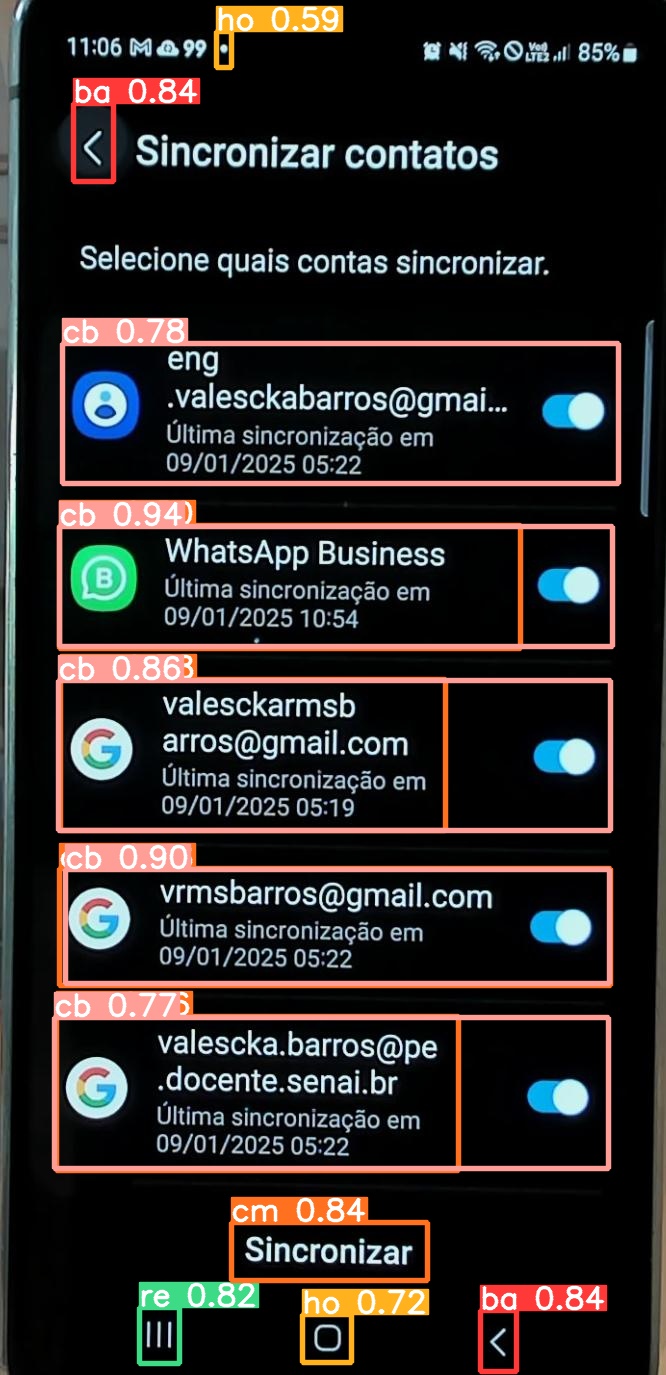 ho 0.59
11:06 99 VoD LTE2 85%
ba 0.84
Sincronizar contatos
Selecione quais contas sincronizar.
cb 0.78
eng
.valesckabarros@gmai...
Última sincronização em
09/01/2025 05:22
cb 0.94
WhatsApp Business
Última sincronização em
09/01/2025 10:54
cb 0.86
valesckarmsb
arros@gmail.com
Última sincronização em
09/01/2025 05:19
cb 0.90
vrmsbarros@gmail.com
Última sincronização em
09/01/2025 05:22
cb 0.77
valescka.barros@pe
.docente.senai.br
Última sincronização em
09/01/2025 05:22
cm 0.84
Sincronizar
re 0.82
ho 0.72
ba 0.84